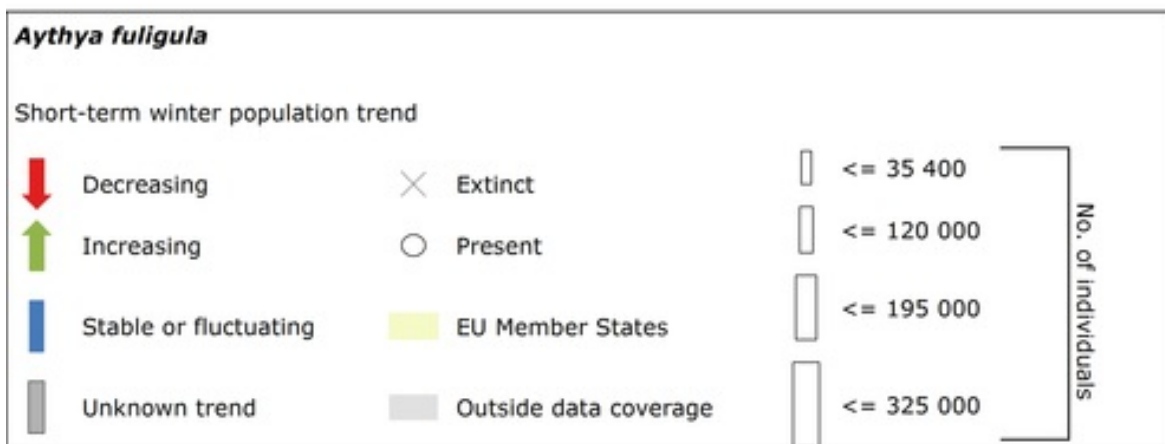 Aythya fuligula
Short-term winter population trend
Decreasing
Extinct
<= 35 400
Increasing
Present
<= 120 000
Stable or fluctuating
EU Member States
<= 195 000
Unknown trend
Outside data coverage
<= 325 000
No. of individuals